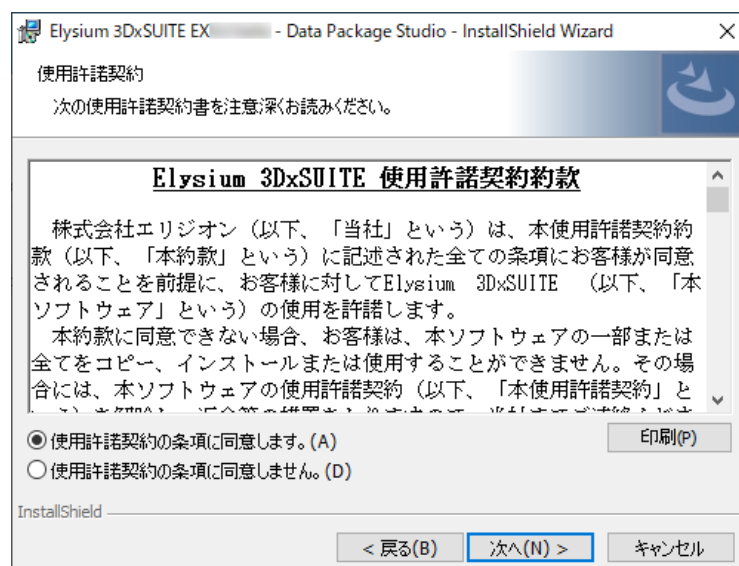 Elysium 3DxSUITE EX - Data Package Studio - InstallShield Wizard
使用許諾契約
次の使用許諾契約書を注意深くお読みください。
Elysium 3DxSUITE 使用許諾契約約款
株式会社エリジオン（以下、「当社」という）は、本使用許諾契約約
款（以下、「本約款」という）に記述された全ての条項にお客様が同意
されることを前提に、お客様に対してElysium 3DxSUITE （以下、「本
ソフトウェア」という）の使用を許諾します。
本約款に同意できない場合、お客様は、本ソフトウェアの一部または
全てをコピー、インストールまたは使用することができません。その場
合には、本ソフトウェアの使用許諾契約（以下、「本使用許諾契約」と
使用許諾契約の条項に同意します。(A)
印刷(P)
使用許諾契約の条項に同意しません。(D)
InstallShield
< 戻る(B)
次へ(N) >
キャンセル